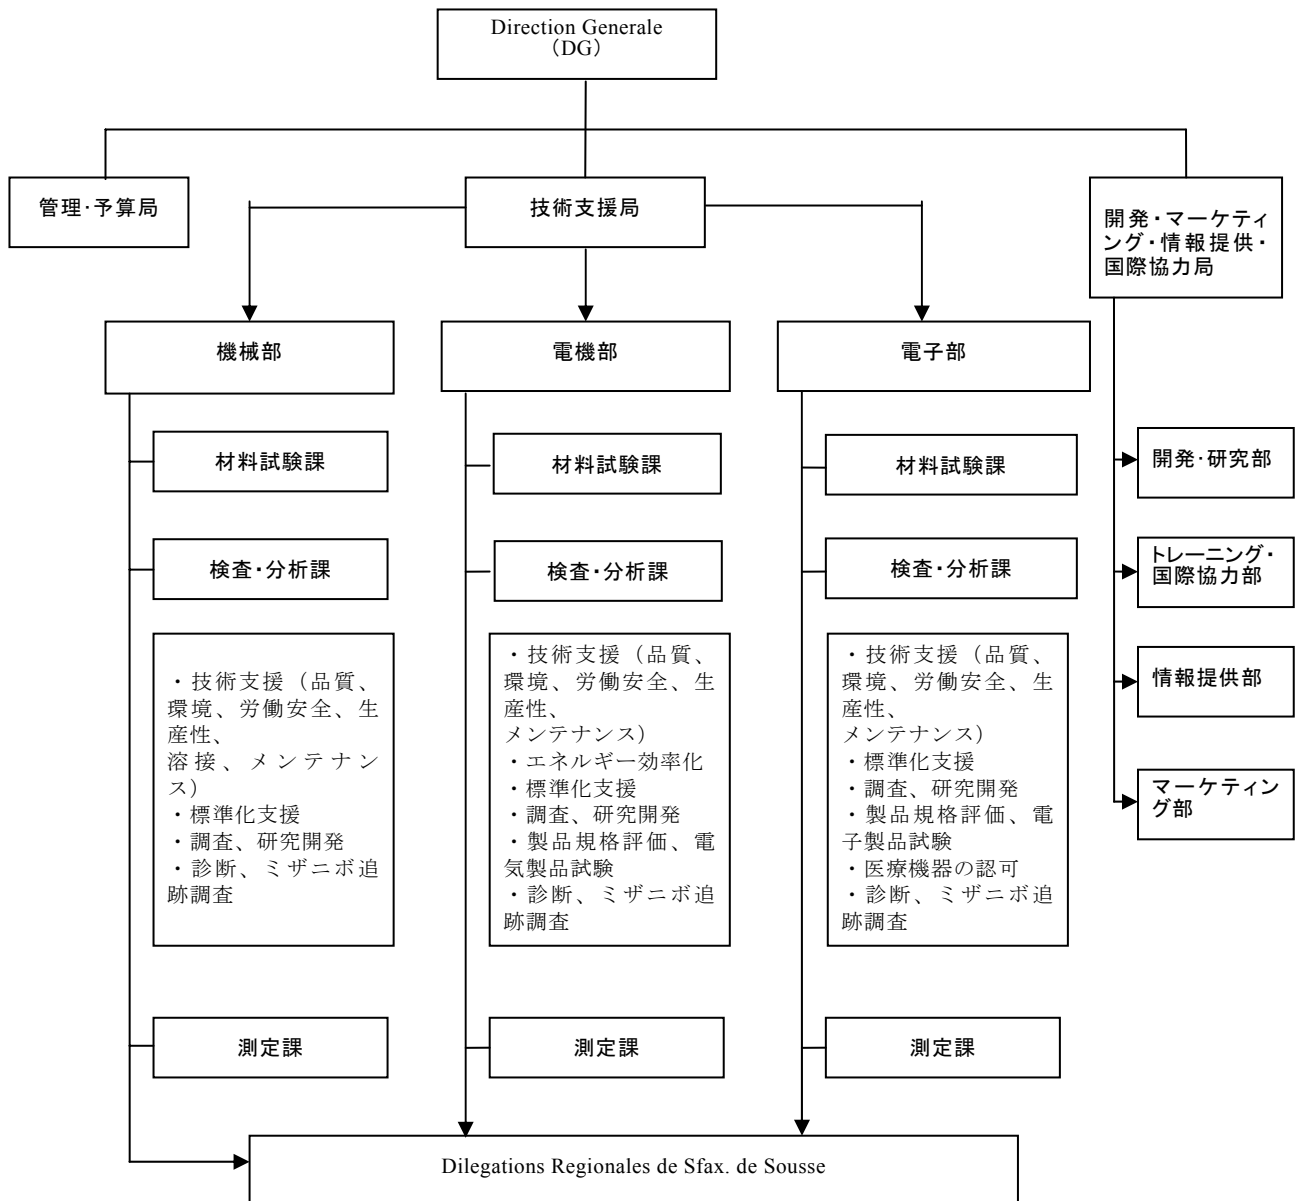 Direction Generale
（DG）
管理・予算局
技術支援局
開発・マーケティ
ング・情報提供・
国際協力局
機械部
電機部
電子部
材料試験課
検査・分析課
・技術支援（品質、
環境、労働安全、生
産性、
溶接、メンテナン
ス）
・標準化支援
・調査、研究開発
・診断、ミザニボ追
跡調査
測定課
材料試験課
検査・分析課
・技術支援（品質、
環境、労働安全、生
産性、
メンテナンス）
・エネルギー効率化
・標準化支援
・調査、研究開発
・製品規格評価、電
気製品試験
・診断、ミザニボ追
跡調査
測定課
材料試験課
検査・分析課
・技術支援（品質、
環境、労働安全、生
産性、
メンテナンス）
・標準化支援
・調査、研究開発
・製品規格評価、電
子製品試験
・医療機器の認可
・診断、ミザニボ追
跡調査
測定課
開発・研究部
トレーニング・
国際協力部
情報提供部
マーケティン
グ部
Dilegations Regionales de Sfax. de Sousse